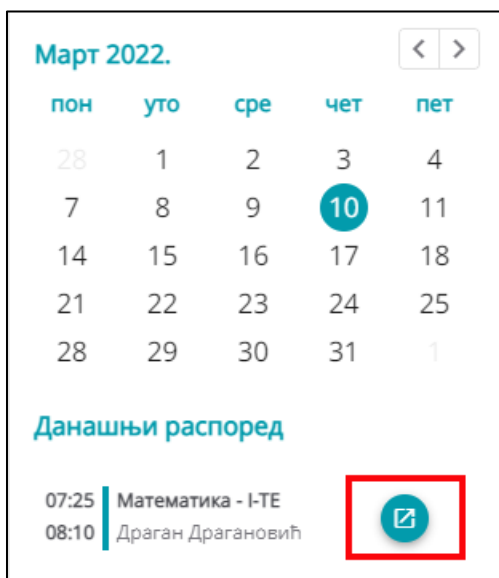 Март 2022.
пон уто сре чет пет
28 1 2 3 4
7 8 9 10 11
14 15 16 17 18
21 22 23 24 25
28 29 30 31 1
Данашњи распоред
07:25 Математика - I-TE
08:10 Драган Драгановић